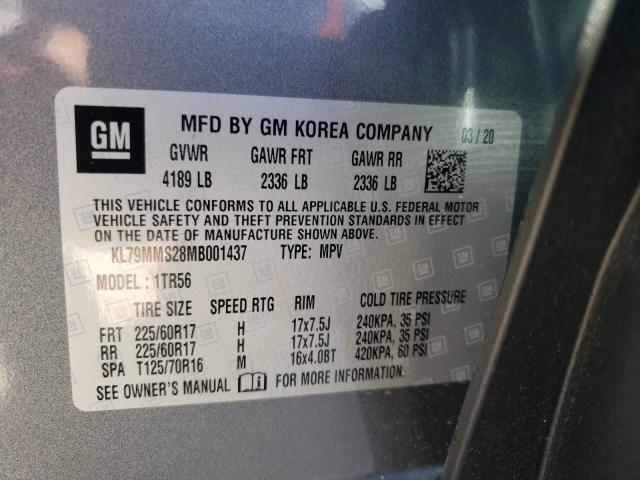 GM
MFD BY GM KOREA COMPANY 03/20
GVWR GAWR FRT GAWR RR
4189 LB 2336 LB 2336 LB
THIS VEHICLE CONFORMS TO ALL APPLICABLE U.S. FEDERAL MOTOR
VEHICLE SAFETY AND THEFT PREVENTION STANDARDS IN EFFECT
ON THE DATE OF MANUFACTURE SHOWN ABOVE.
KL79MMS28MB001437 TYPE: MPV
MODEL: 1TR56
TIRE SIZE SPEED RTG RIM COLD TIRE PRESSURE
FRT 225/60R17 H 17x7.5J 240KPA, 35 PSI
RR 225/60R17 H 17x7.5J 240KPA, 35 PSI
SPA T125/70R16 M 16x4.0BT 420KPA, 60 PSI
SEE OWNER'S MANUAL FOR MORE INFORMATION.